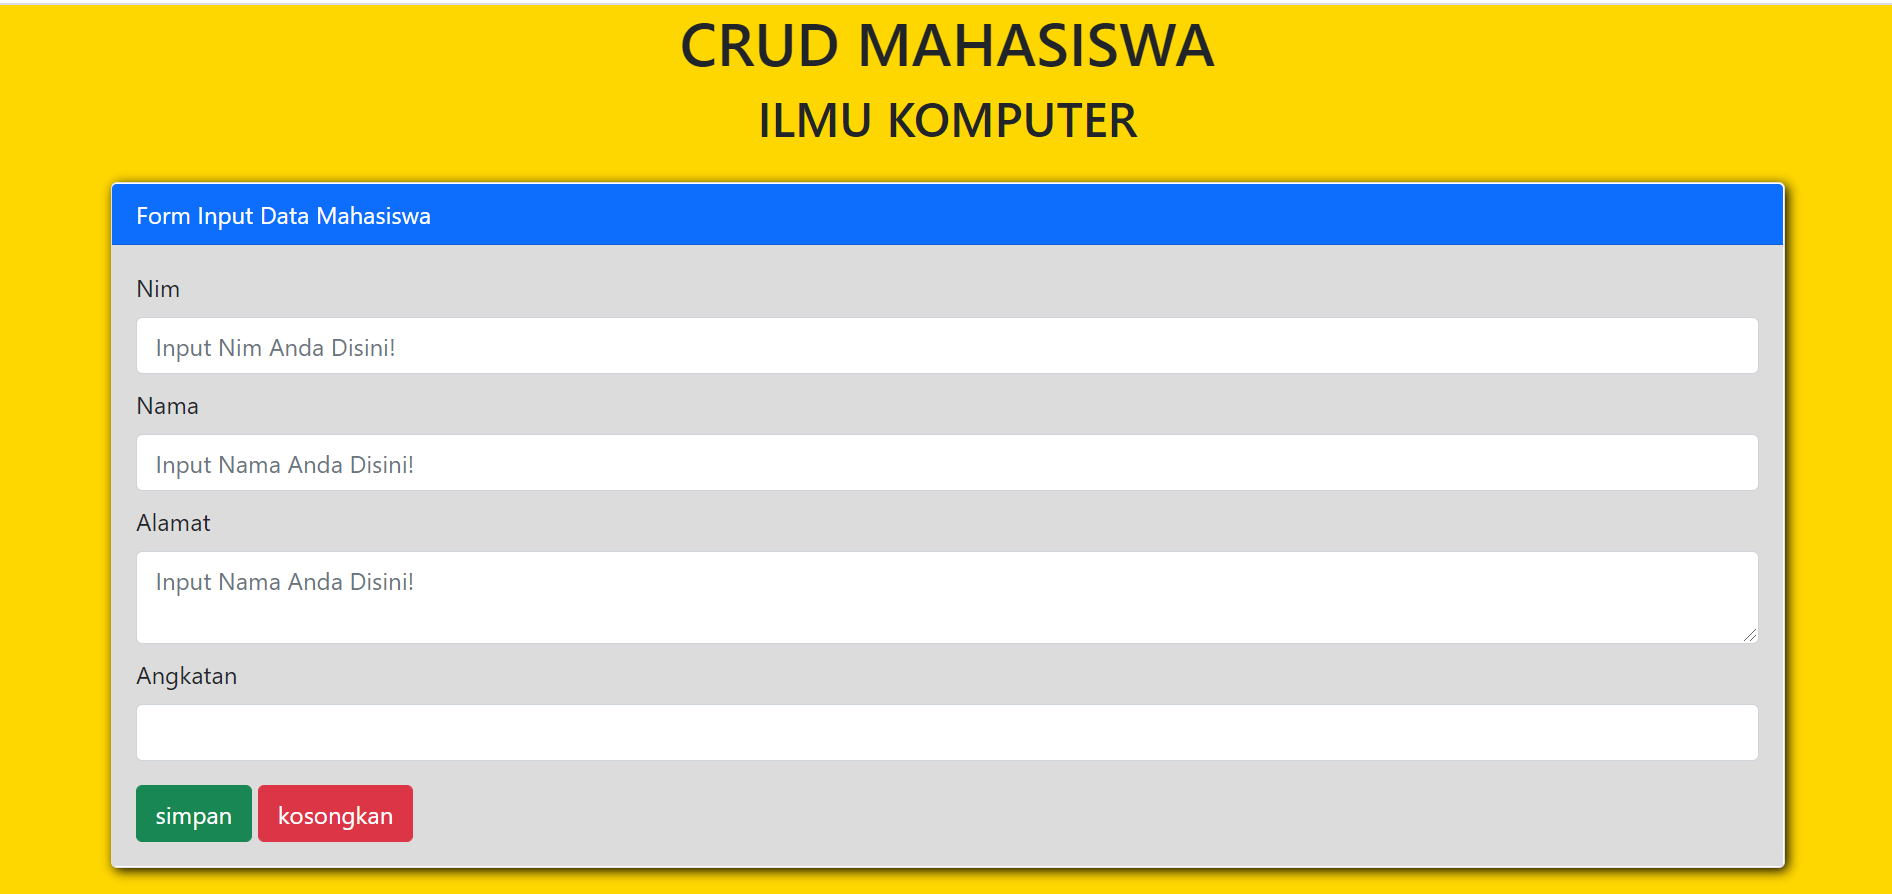 CRUD MAHASISWA
ILMU KOMPUTER
Form Input Data Mahasiswa
Nim
Input Nim Anda Disini!
Nama
Input Nama Anda Disini!
Alamat
Input Nama Anda Disini!
Angkatan
simpan kosongkan